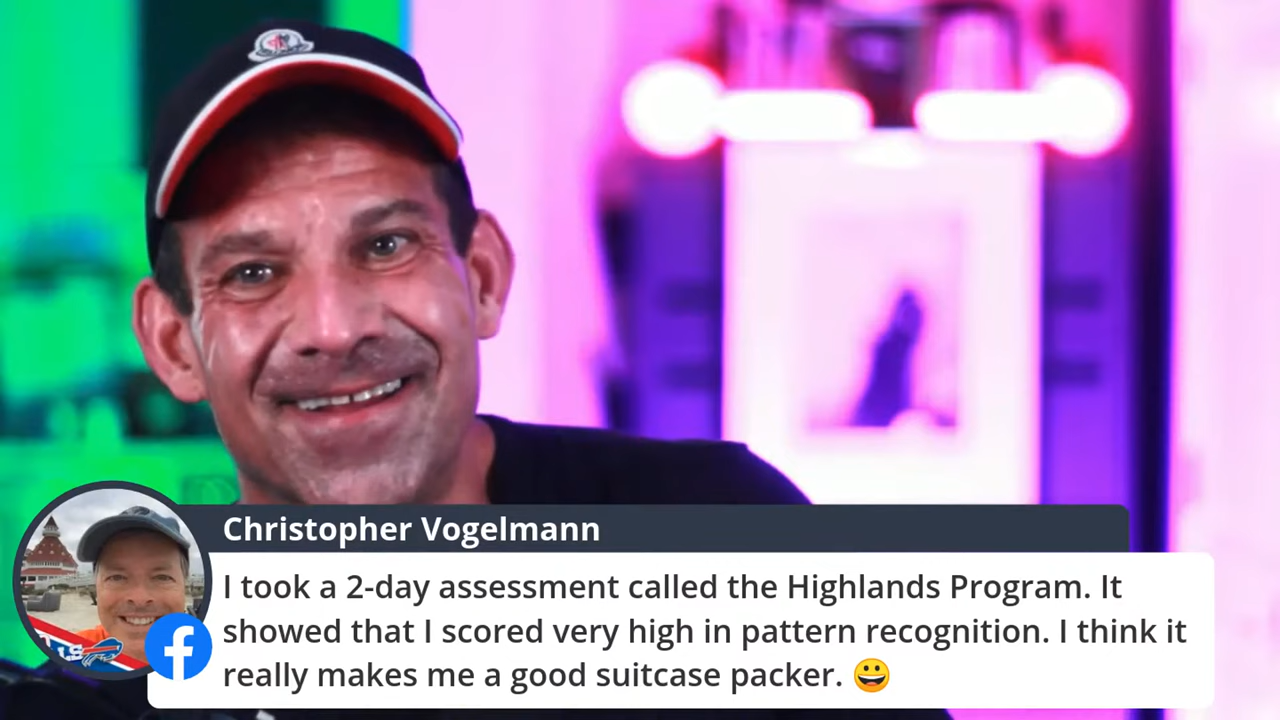 Christopher Vogelmann
I took a 2-day assessment called the Highlands Program. It
showed that I scored very high in pattern recognition. I think it
really makes me a good suitcase packer. 😀